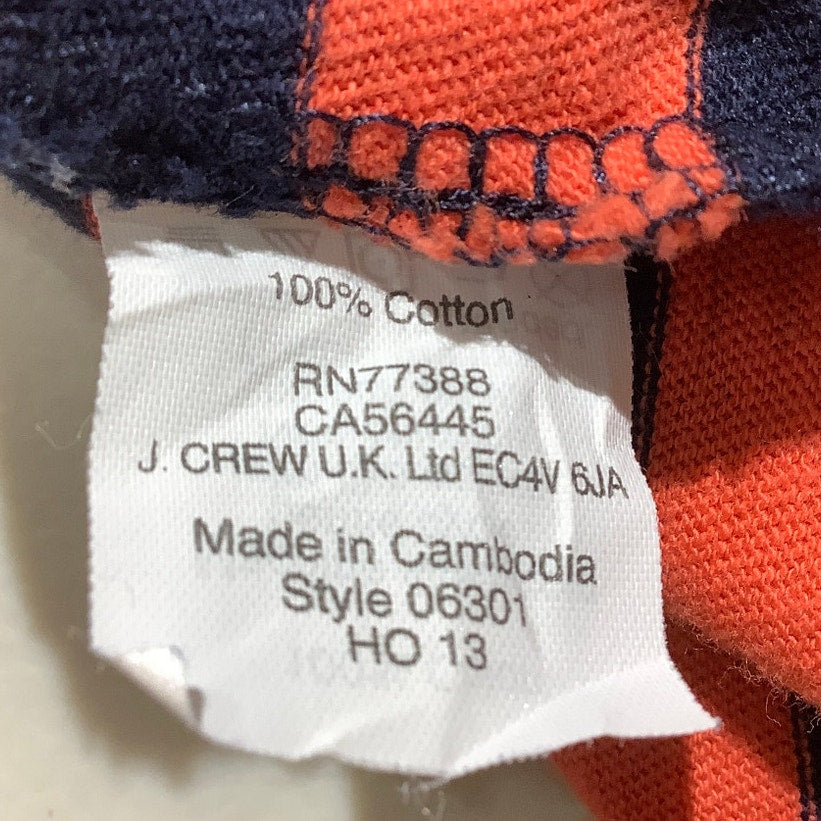 100% Cotton
RN77388
CA56445
J. CREW U.K. Ltd EC4V 6JA
Made in Cambodia
Style 06301
HO 13